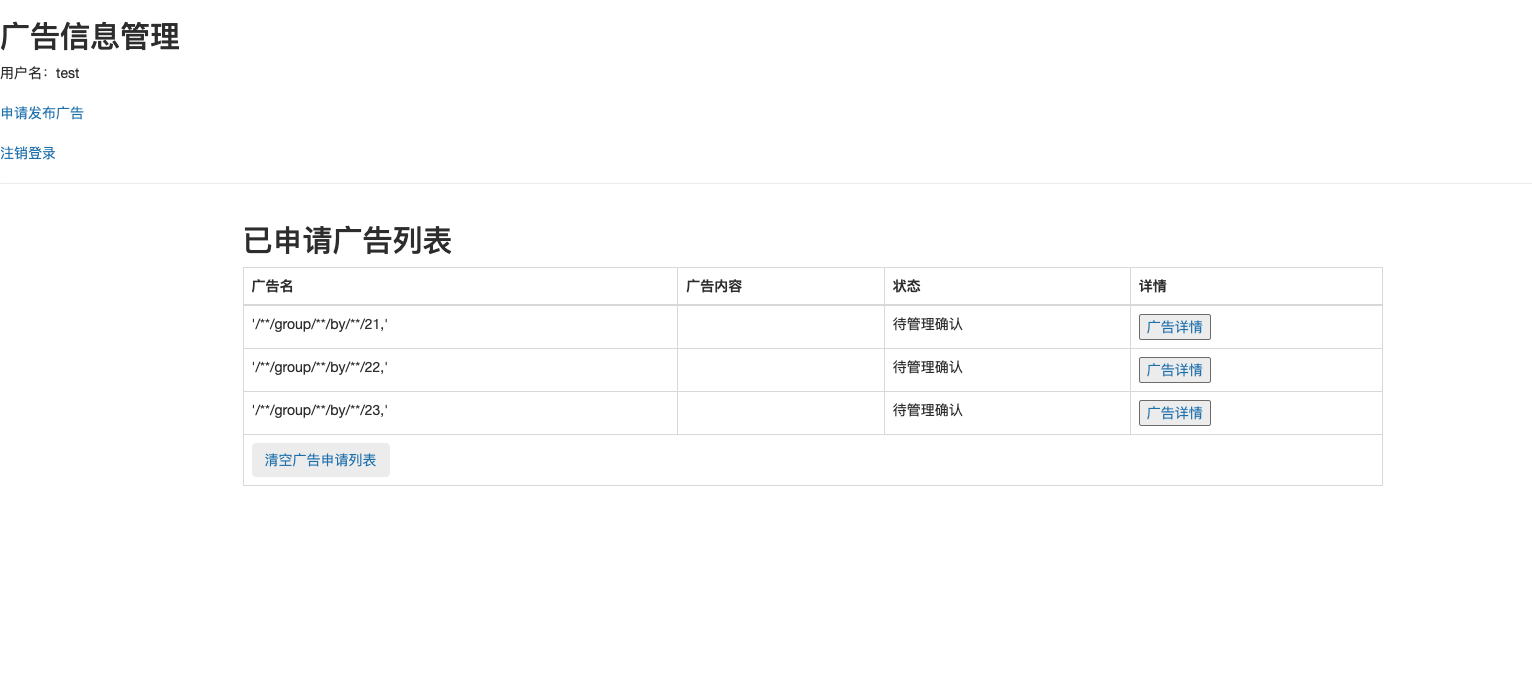 广告信息管理
用户名：test
申请发布广告
注销登录
已申请广告列表
广告名 广告内容 状态 详情
'/**/group/**/by/**/21,' 待管理确认 广告详情
'/**/group/**/by/**/22,' 待管理确认 广告详情
'/**/group/**/by/**/23,' 待管理确认 广告详情
清空广告申请列表